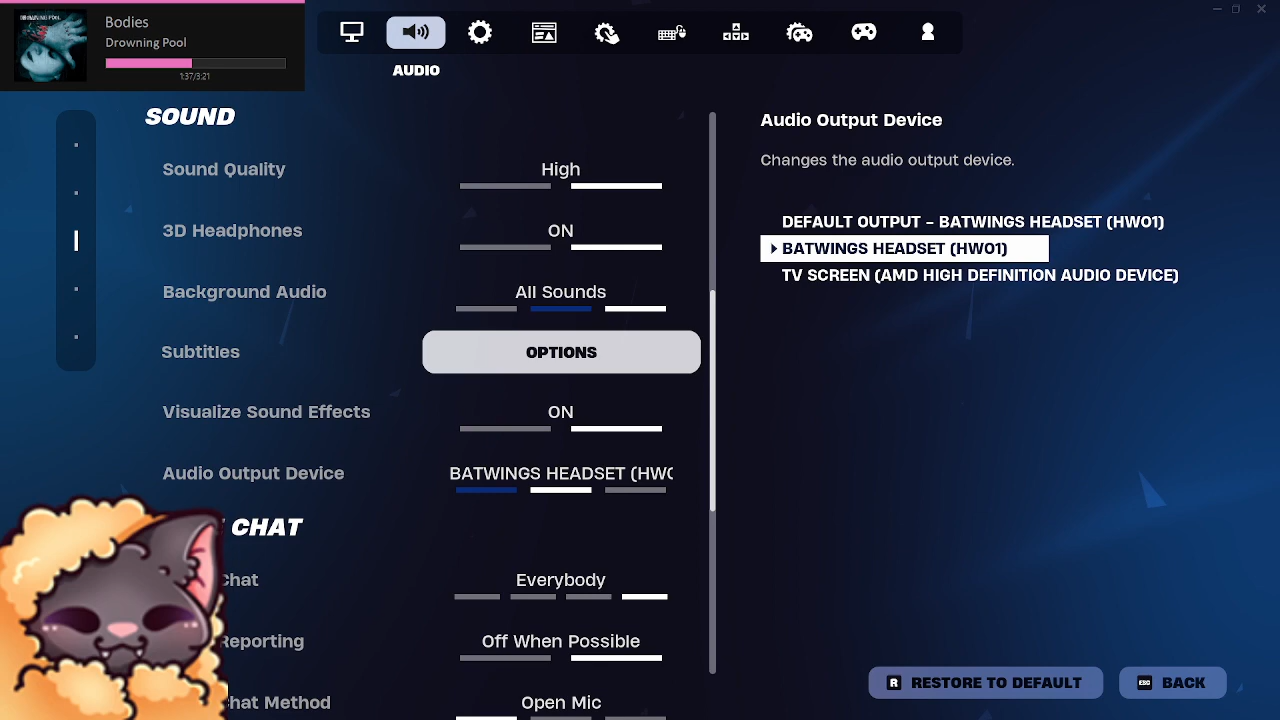 Bodies
Drowning Pool
1:37/3:21
AUDIO
SOUND
Sound Quality
High
3D Headphones
ON
Background Audio
All Sounds
Subtitles
OPTIONS
Visualize Sound Effects
ON
Audio Output Device
BATWINGS HEADSET (HW0
CHAT
Chat
Everybody
Reporting
Off When Possible
Chat Method
Open Mic
Audio Output Device
Changes the audio output device.
DEFAULT OUTPUT - BATWINGS HEADSET (HW01)
BATWINGS HEADSET (HW01)
TV SCREEN (AMD HIGH DEFINITION AUDIO DEVICE)
R RESTORE TO DEFAULT
ESC BACK